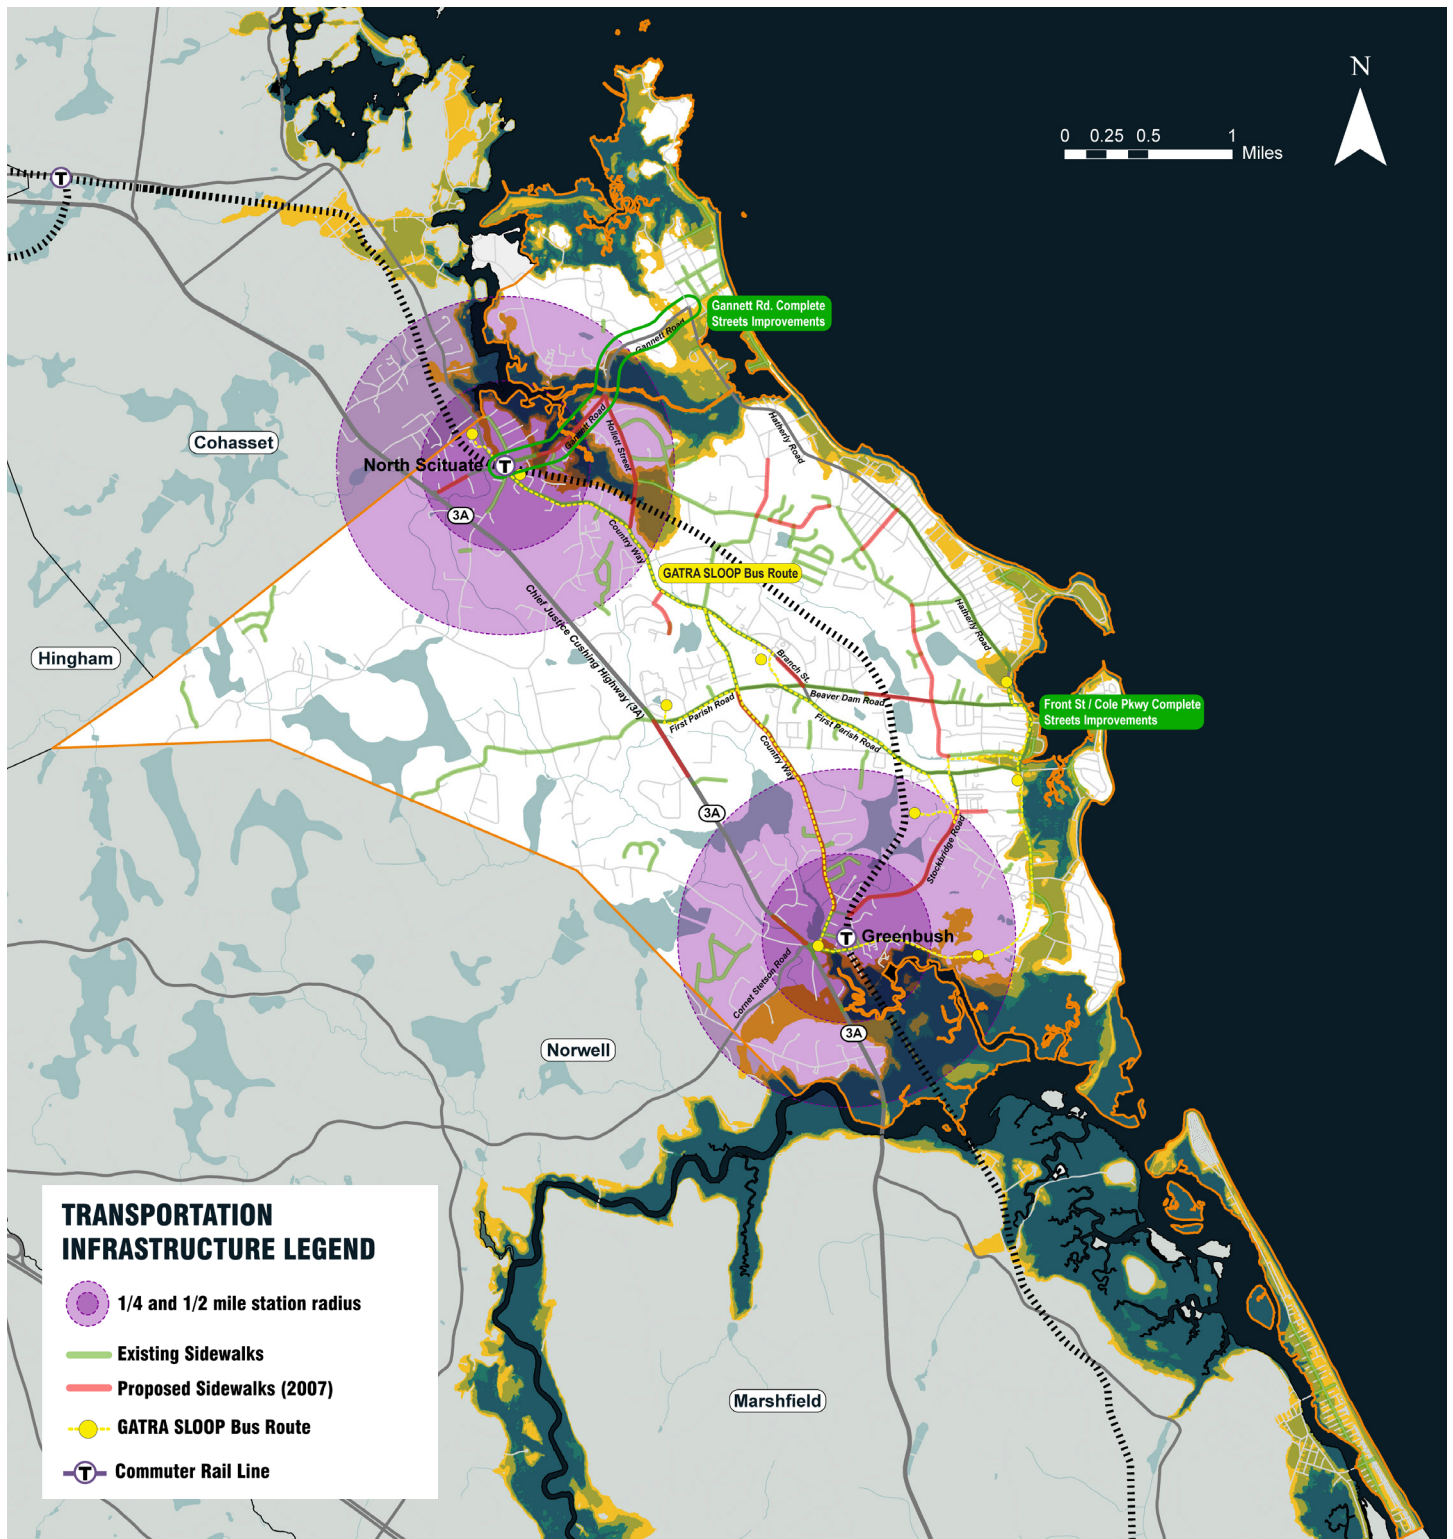 N
0 0.25 0.5 1
Miles
T
Gannett Rd. Complete
Streets Improvements
Gannett Road
Hatherly Road
Gannett Road
Hollett Street
Cohasset
North Scituate
T
3A
Country Way
GATRA SLOOP Bus Route
Chief Justice Cushing Highway (3A)
Hatherly Road
Hingham
Branch St.
Beaver Dam Road
First Parish Road
First Parish Road
Front St / Cole Pkwy Complete
Streets Improvements
Country Way
3A
Stockbridge Road
T
Greenbush
Cornet Stetson Road
3A
Norwell
Marshfield
TRANSPORTATION
INFRASTRUCTURE LEGEND
1/4 and 1/2 mile station radius
Existing Sidewalks
Proposed Sidewalks (2007)
GATRA SLOOP Bus Route
T
Commuter Rail Line